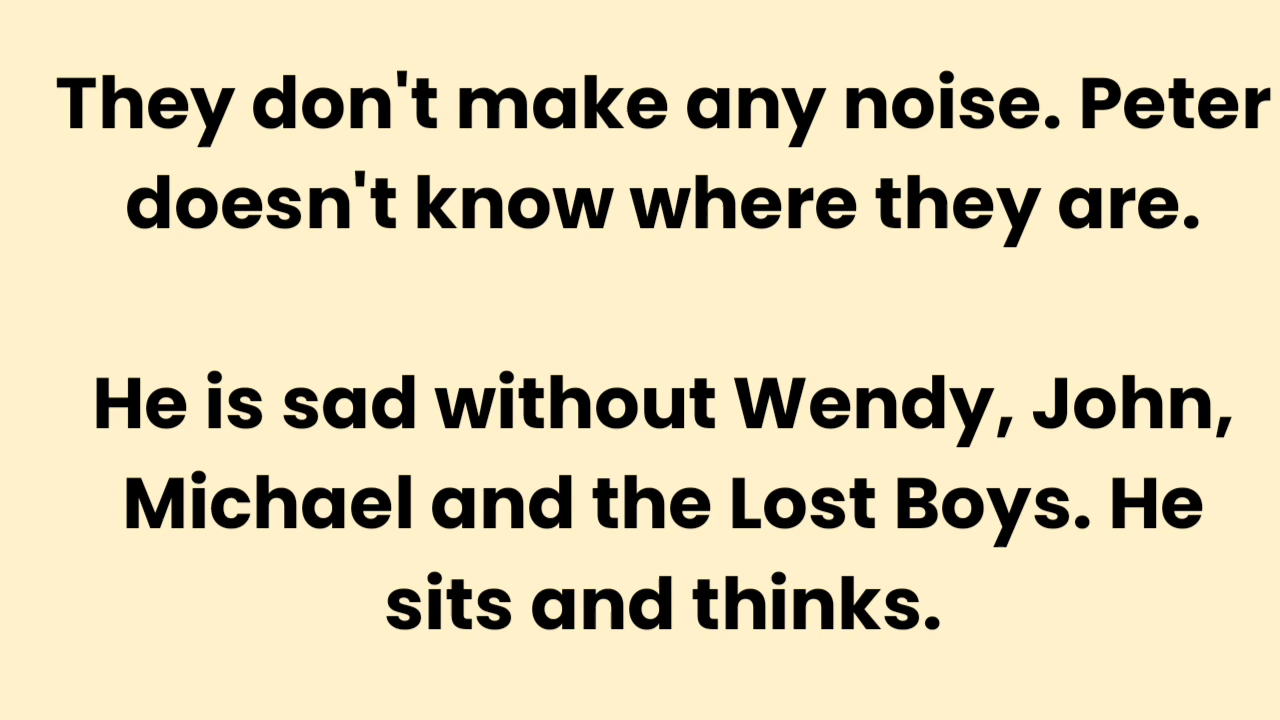 They don't make any noise. Peter
doesn't know where they are.
He is sad without Wendy, John,
Michael and the Lost Boys. He
sits and thinks.